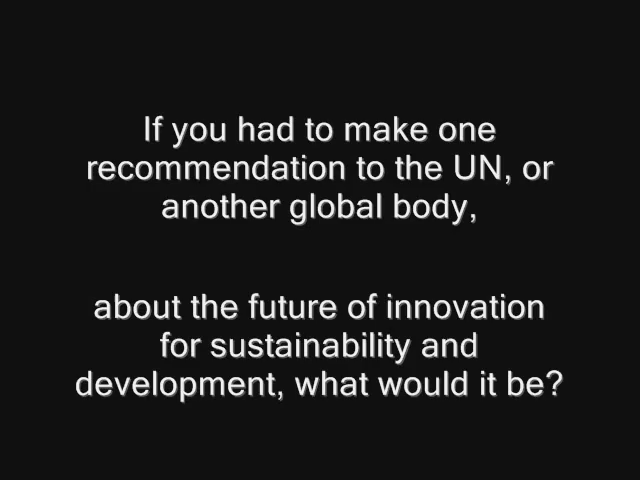 If you had to make one
recommendation to the UN, or
another global body,
about the future of innovation
for sustainability and
development, what would it be?